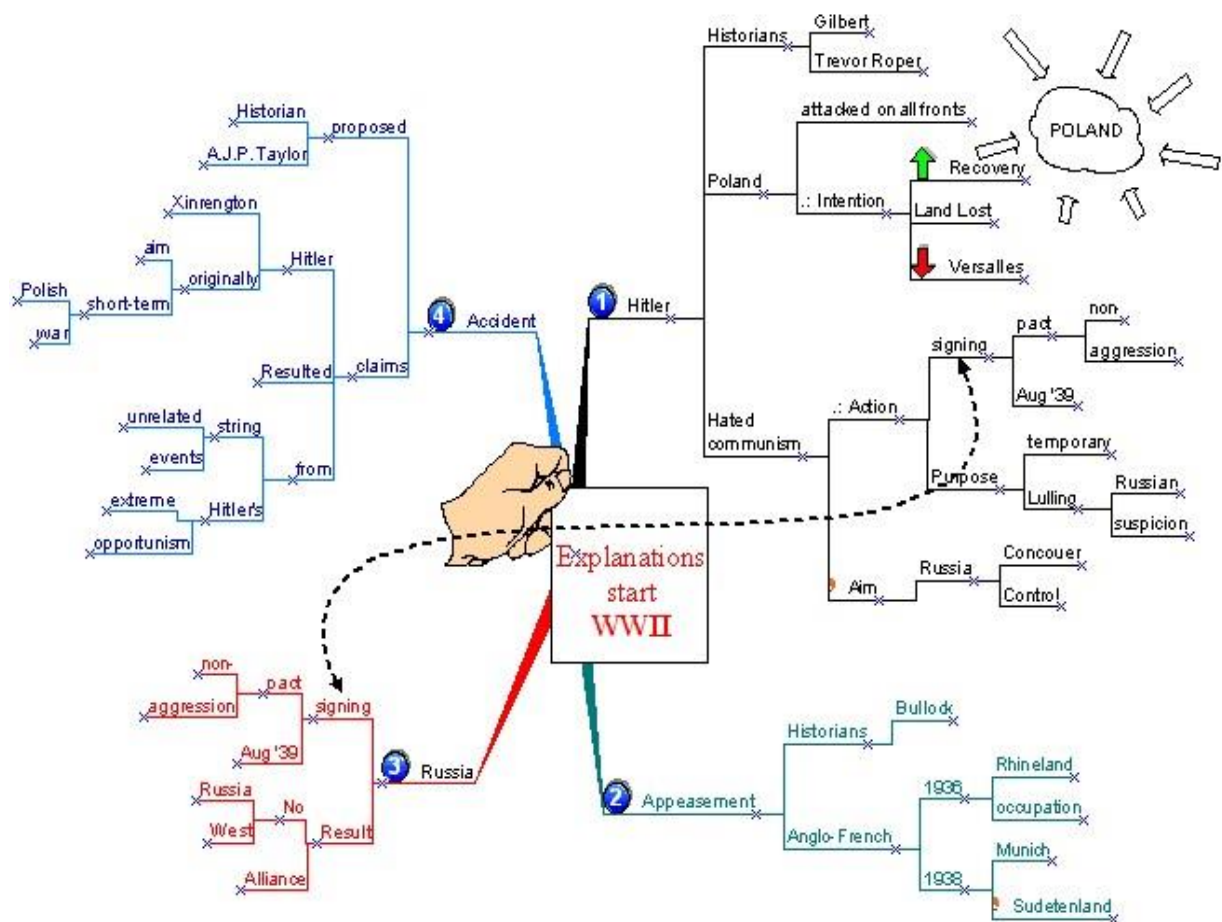 Explanations
start
WWII
1
Hitler
Historians
Gilbert
Trevor Roper
Poland
attacked on all fronts
.: Intention
Recovery
Land Lost
Versalles
POLAND
Hated
communism
.: Action
signing
pact
non-
aggression
Aug '39
Purpose
temporary
Lulling
Russian
suspicion
Aim
Russia
Concouer
Control
2
Appeasement
Historians
Bullock
Anglo-French
1936
Rhineland
occupation
1938
Munich
Sudetenland
3
Russia
signing
pact
non-
aggression
Aug '39
Result
No
Russia
West
Alliance
4
Accident
proposed
Historian
A.J.P. Taylor
claims
Hitler
Xinrengton
originally
aim
short-term
Polish
war
Resulted
from
string
unrelated
events
Hitler's
extreme
opportunism